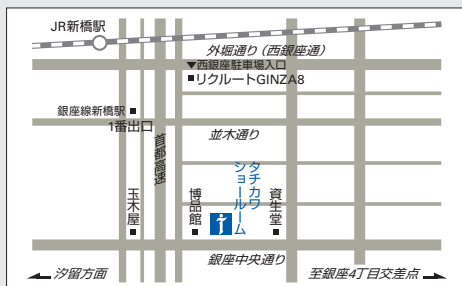 JR新橋駅
外堀通り（西銀座通）
▼西銀座駐車場入口
■リクルートGINZA8
銀座線新橋駅■
1番出口
並木通り
首都高速
玉木屋
博品館
タチカワ
ショールーム
資生堂
銀座中央通り
汐留方面
至銀座4丁目交差点